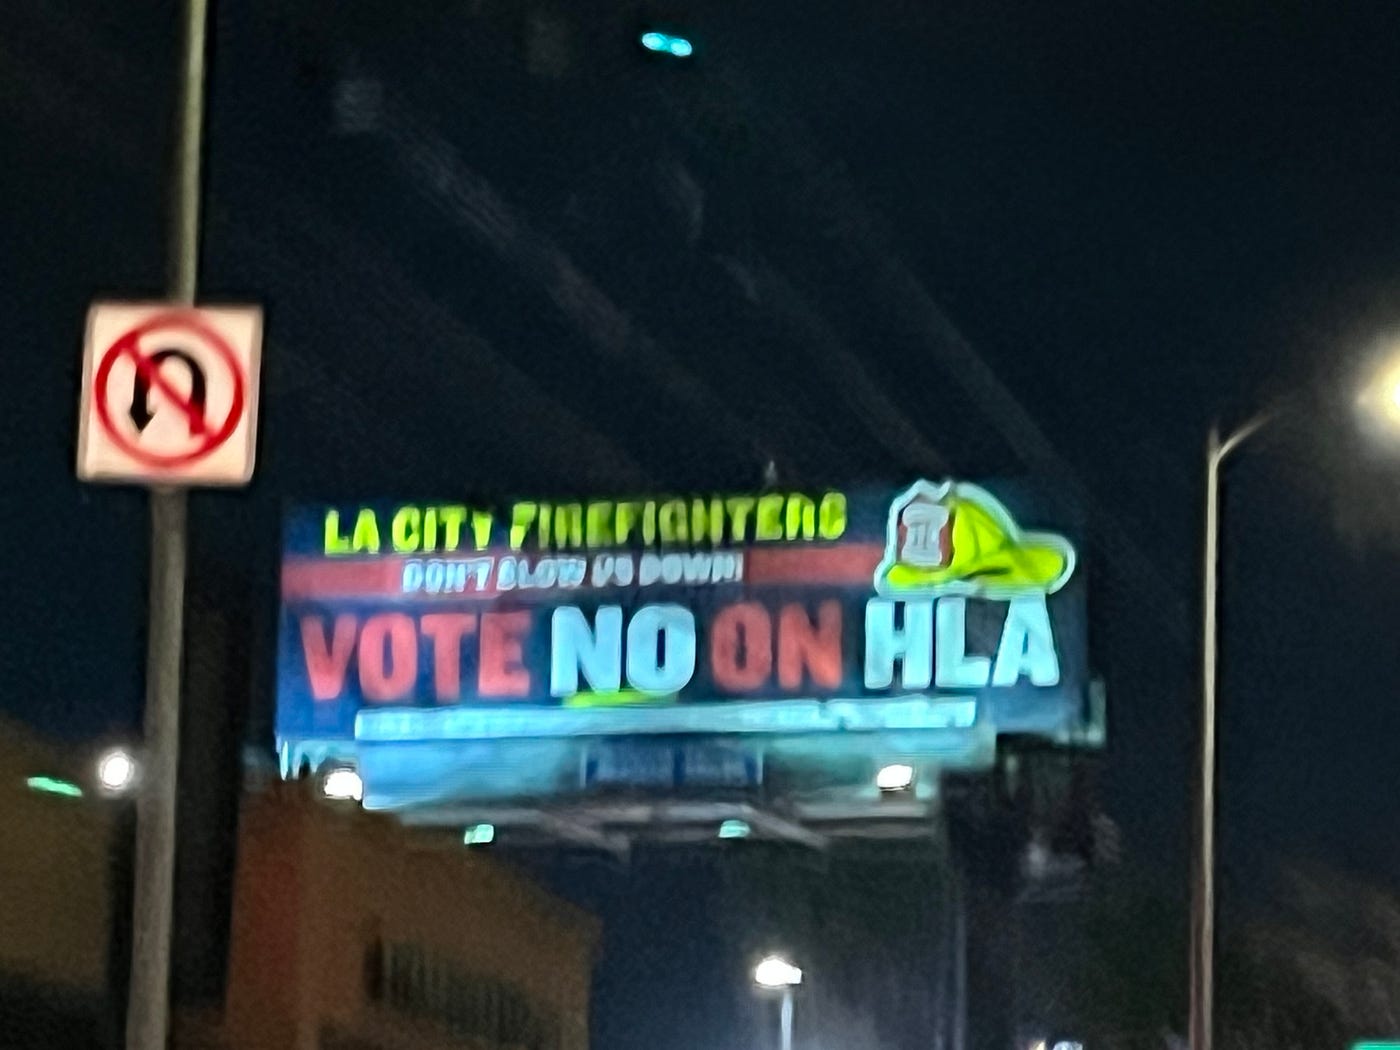 LA CITY FIREFIGHTERS
DON'T SLOW US DOWN!
VOTE NO ON HLA